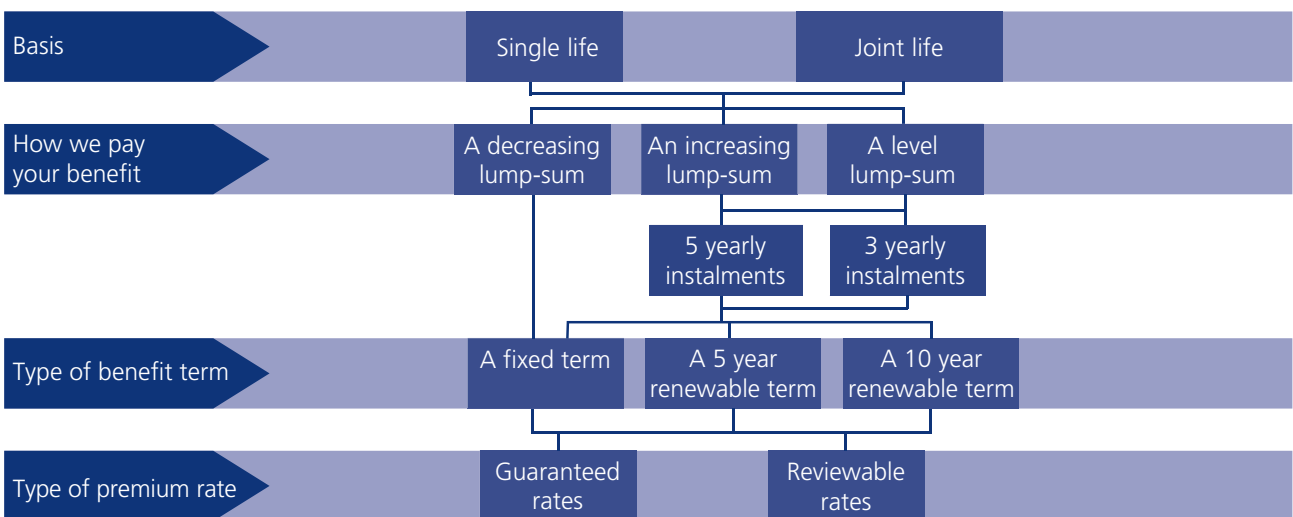 Basis
Single life
Joint life
How we pay
your benefit
A decreasing
lump-sum
An increasing
lump-sum
A level
lump-sum
5 yearly
instalments
3 yearly
instalments
Type of benefit term
A fixed term
A 5 year
renewable term
A 10 year
renewable term
Type of premium rate
Guaranteed
rates
Reviewable
rates